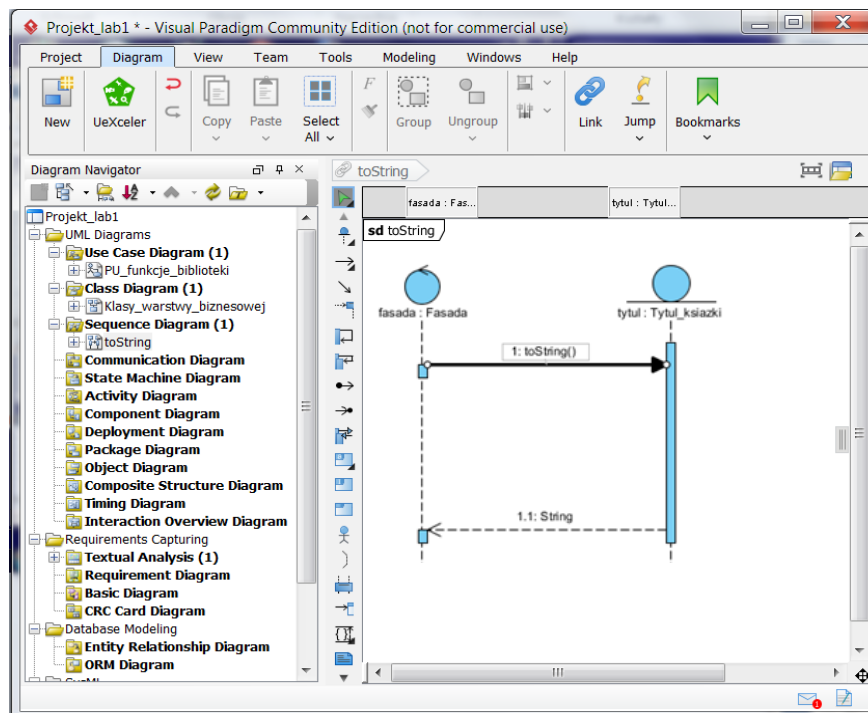 Projekt_lab1 * - Visual Paradigm Community Edition (not for commercial use)
Project Diagram View Team Tools Modeling Windows Help
New UeXceler Copy Paste Select All Group Ungroup Link Jump Bookmarks
F
Diagram Navigator
toString
fasada : Fas... tytul : Tytul...
Projekt_lab1
UML Diagrams
Use Case Diagram (1)
PU_funkcje_biblioteki
Class Diagram (1)
Klasy_warstwy_biznesowej
Sequence Diagram (1)
toString
Communication Diagram
State Machine Diagram
Activity Diagram
Component Diagram
Deployment Diagram
Package Diagram
Object Diagram
Composite Structure Diagram
Timing Diagram
Interaction Overview Diagram
Requirements Capturing
Textual Analysis (1)
Requirement Diagram
Basic Diagram
CRC Card Diagram
Database Modeling
Entity Relationship Diagram
ORM Diagram
sd toString
fasada : Fasada
tytul : Tytul_ksiazki
1: toString()
1.1: String
1